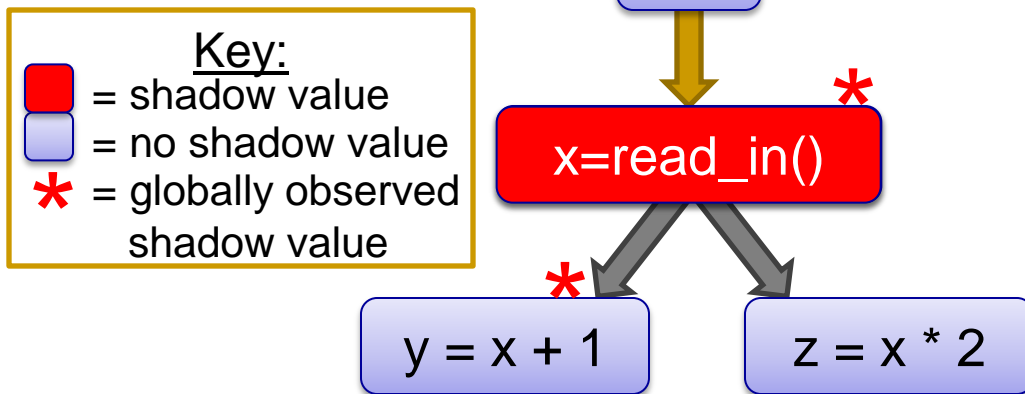 Key:
= shadow value
= no shadow value
* = globally observed
shadow value
*
x=read_in()
*
y = x + 1
z = x * 2